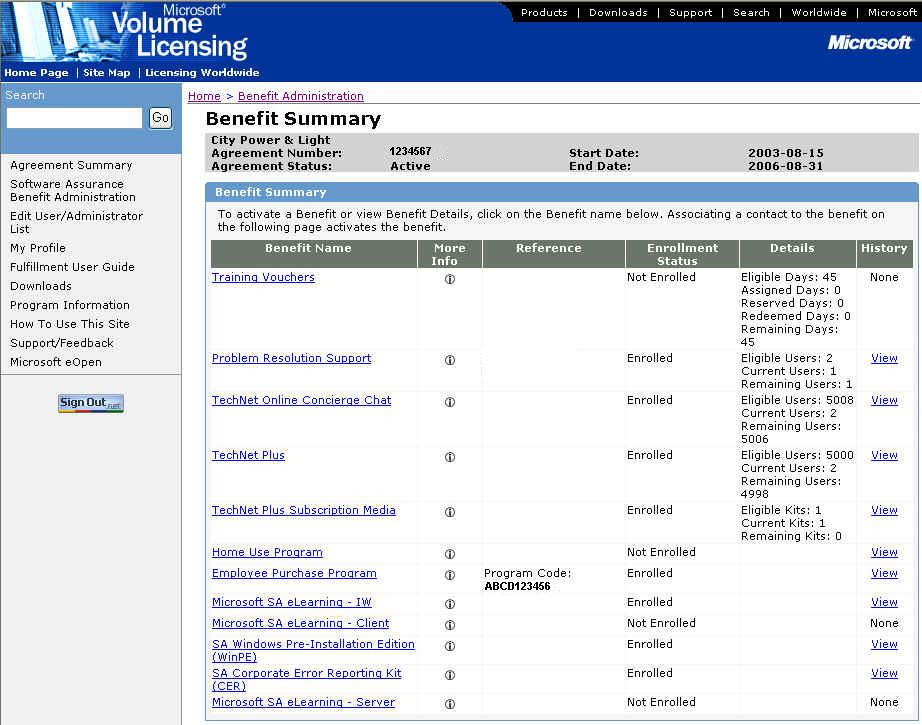 Microsoft®
Volume
Licensing
Products | Downloads | Support | Search | Worldwide | Microsoft
Microsoft
Home Page | Site Map | Licensing Worldwide
Search
Go
Agreement Summary
Software Assurance
Benefit Administration
Edit User/Administrator
List
My Profile
Fulfillment User Guide
Downloads
Program Information
How To Use This Site
Support/Feedback
Microsoft eOpen
Sign Out .net
Home > Benefit Administration
Benefit Summary
City Power & Light
Agreement Number: 1234567 Start Date: 2003-08-15
Agreement Status: Active End Date: 2006-08-31
Benefit Summary
To activate a Benefit or view Benefit Details, click on the Benefit name below. Associating a contact to the benefit on
the following page activates the benefit.
Benefit Name More Info Reference Enrollment Status Details History
Training Vouchers Not Enrolled Eligible Days: 45 None
Assigned Days: 0
Reserved Days: 0
Redeemed Days: 0
Remaining Days:
45
Problem Resolution Support Enrolled Eligible Users: 2 View
Current Users: 1
Remaining Users: 1
TechNet Online Concierge Chat Enrolled Eligible Users: 5008 View
Current Users: 2
Remaining Users:
5006
TechNet Plus Enrolled Eligible Users: 5000 View
Current Users: 2
Remaining Users:
4998
TechNet Plus Subscription Media Enrolled Eligible Kits: 1 View
Current Kits: 1
Remaining Kits: 0
Home Use Program Not Enrolled View
Employee Purchase Program Program Code: Enrolled View
ABCD123456
Microsoft SA eLearning - IW Enrolled View
Microsoft SA eLearning - Client Not Enrolled None
SA Windows Pre-Installation Edition Enrolled View
(WinPE)
SA Corporate Error Reporting Kit Enrolled View
(CER)
Microsoft SA eLearning - Server Not Enrolled None